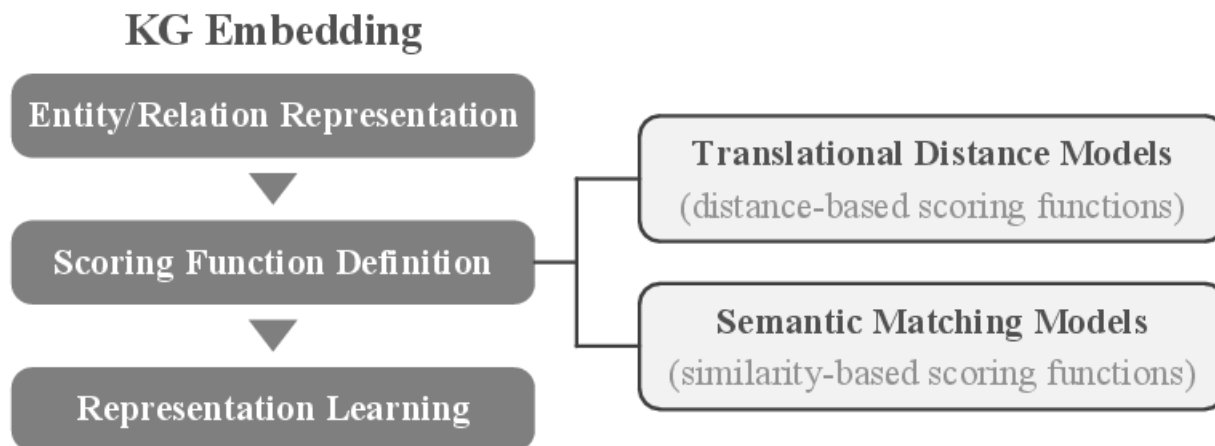 KG Embedding
Entity/Relation Representation
Scoring Function Definition
Representation Learning
Translational Distance Models
(distance-based scoring functions)
Semantic Matching Models
(similarity-based scoring functions)